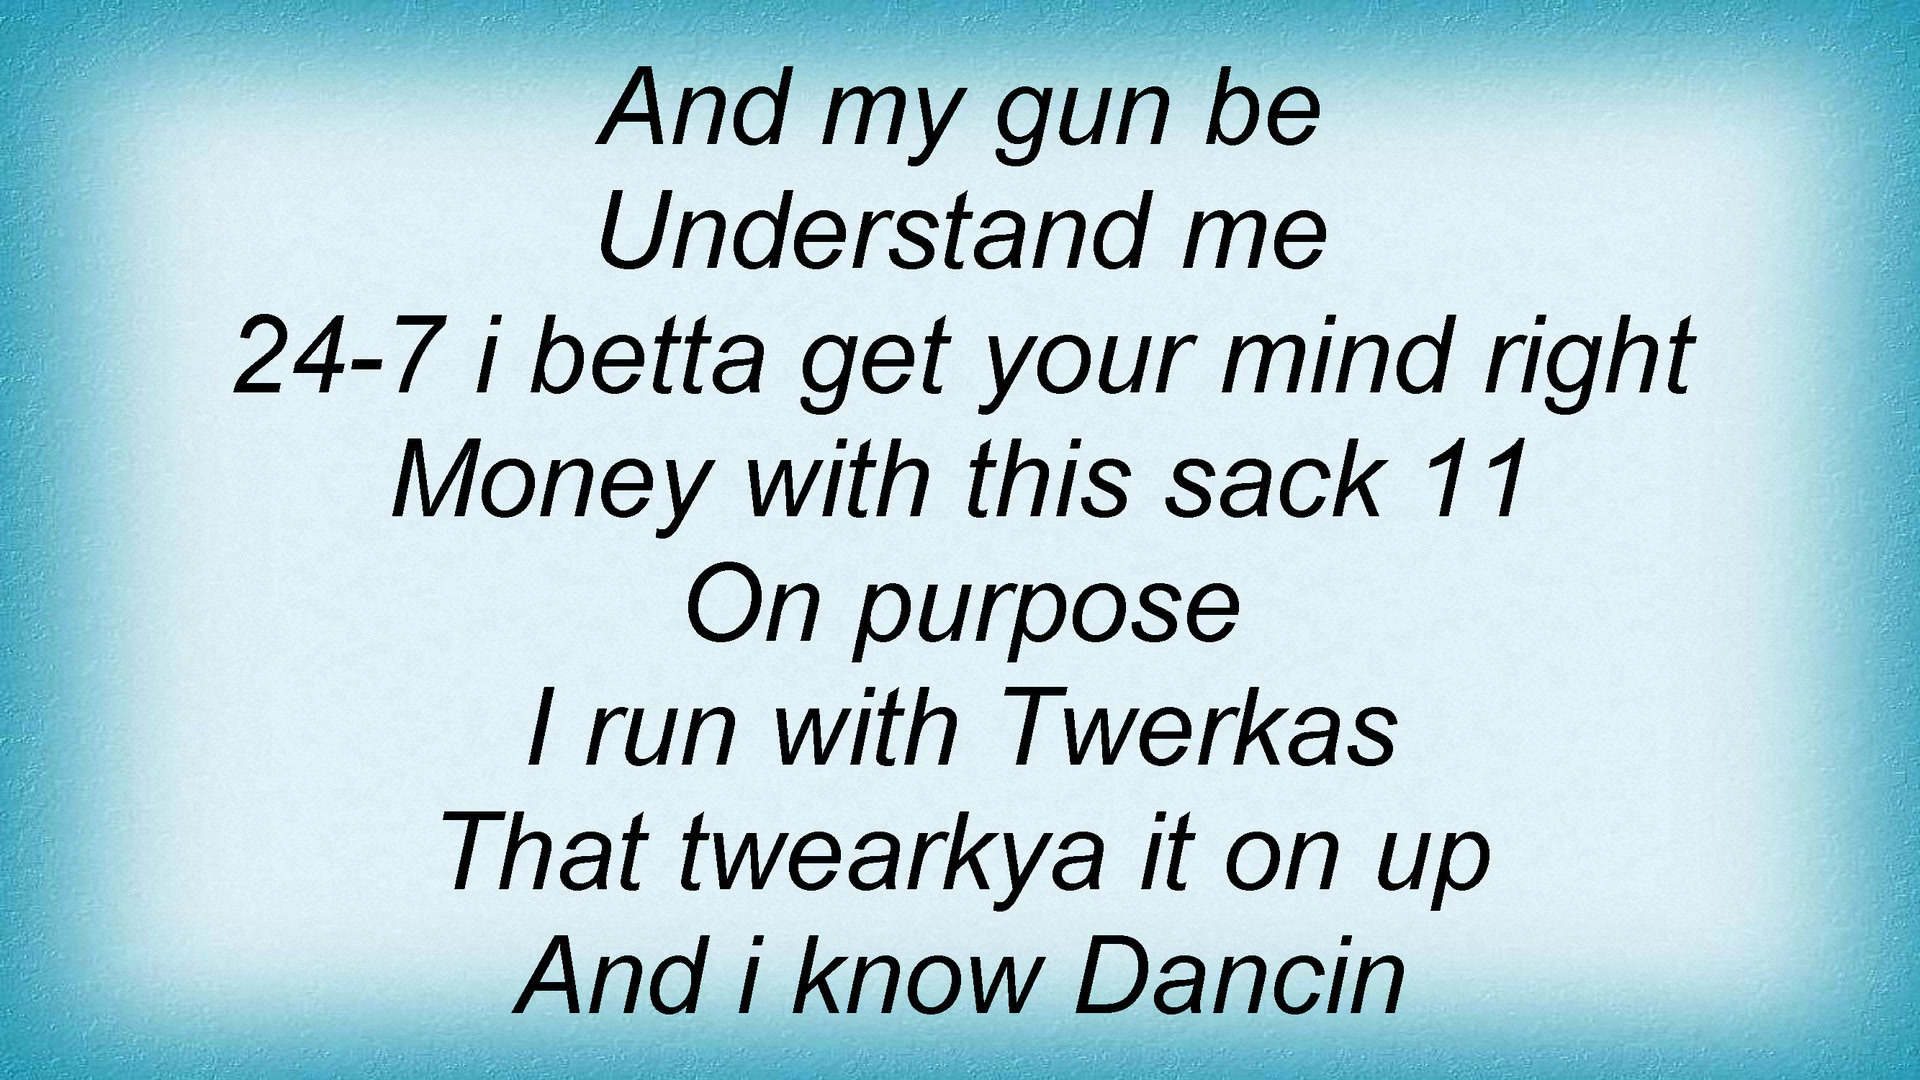 And my gun be
Understand me
24-7 i betta get your mind right
Money with this sack 11
On purpose
I run with Twerkas
That twearkya it on up
And i know Dancin